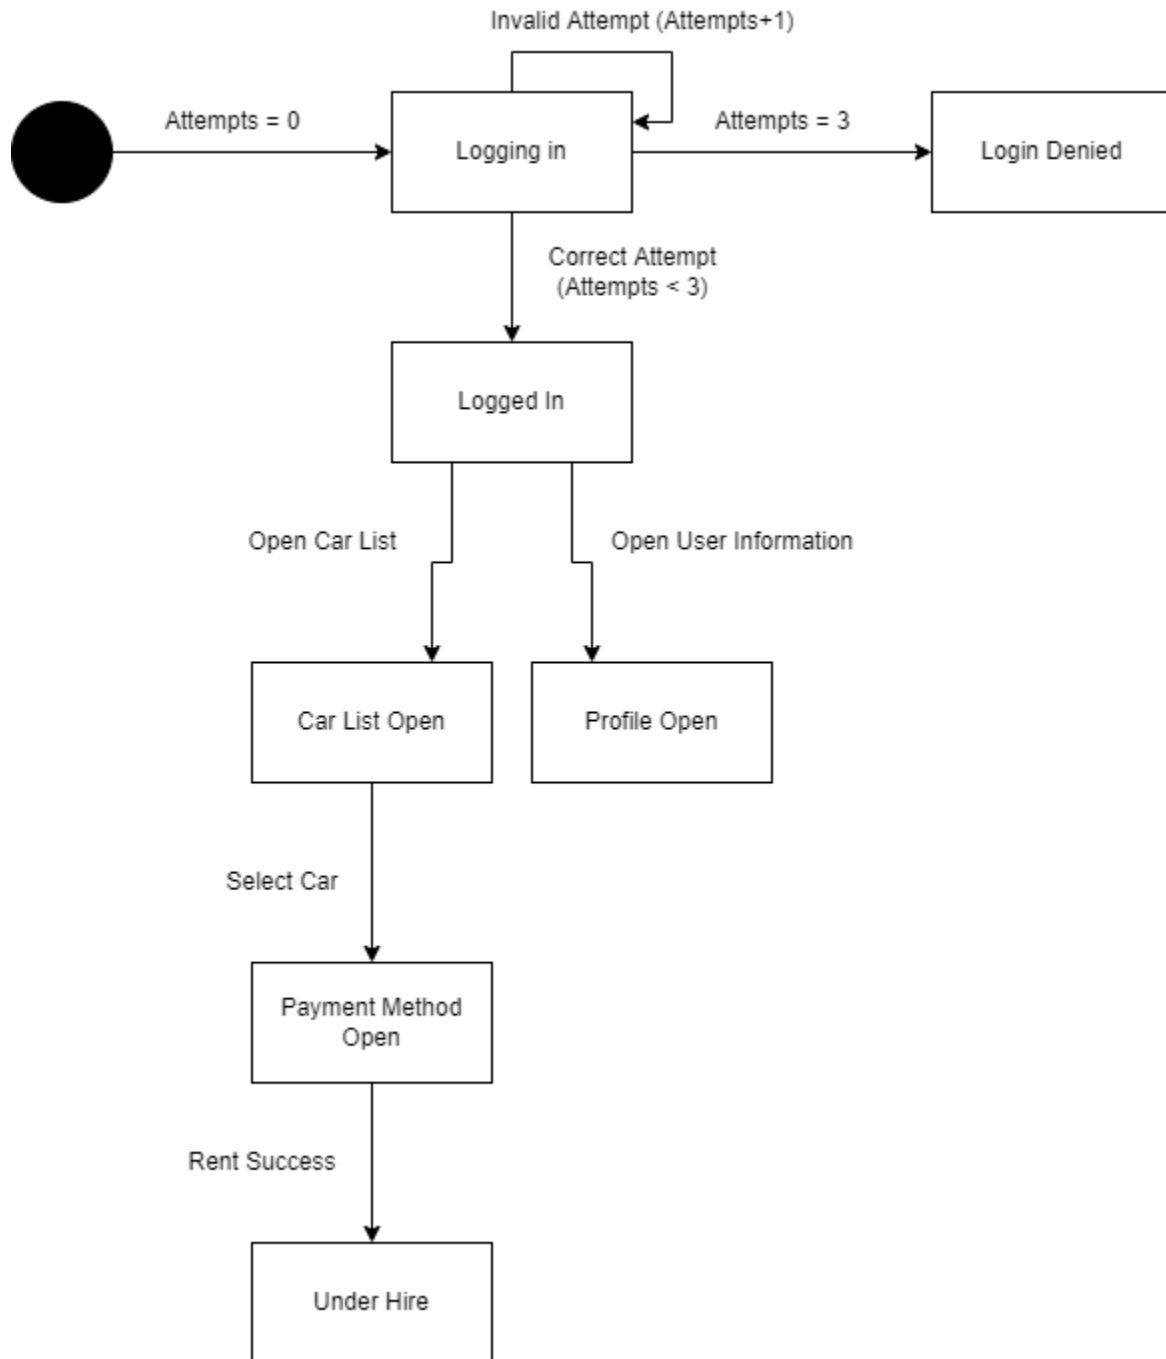 Invalid Attempt (Attempts+1)
Attempts = 0
Logging in
Attempts = 3
Login Denied
Correct Attempt
(Attempts < 3)
Logged In
Open Car List
Open User Information
Car List Open
Profile Open
Select Car
Payment Method
Open
Rent Success
Under Hire